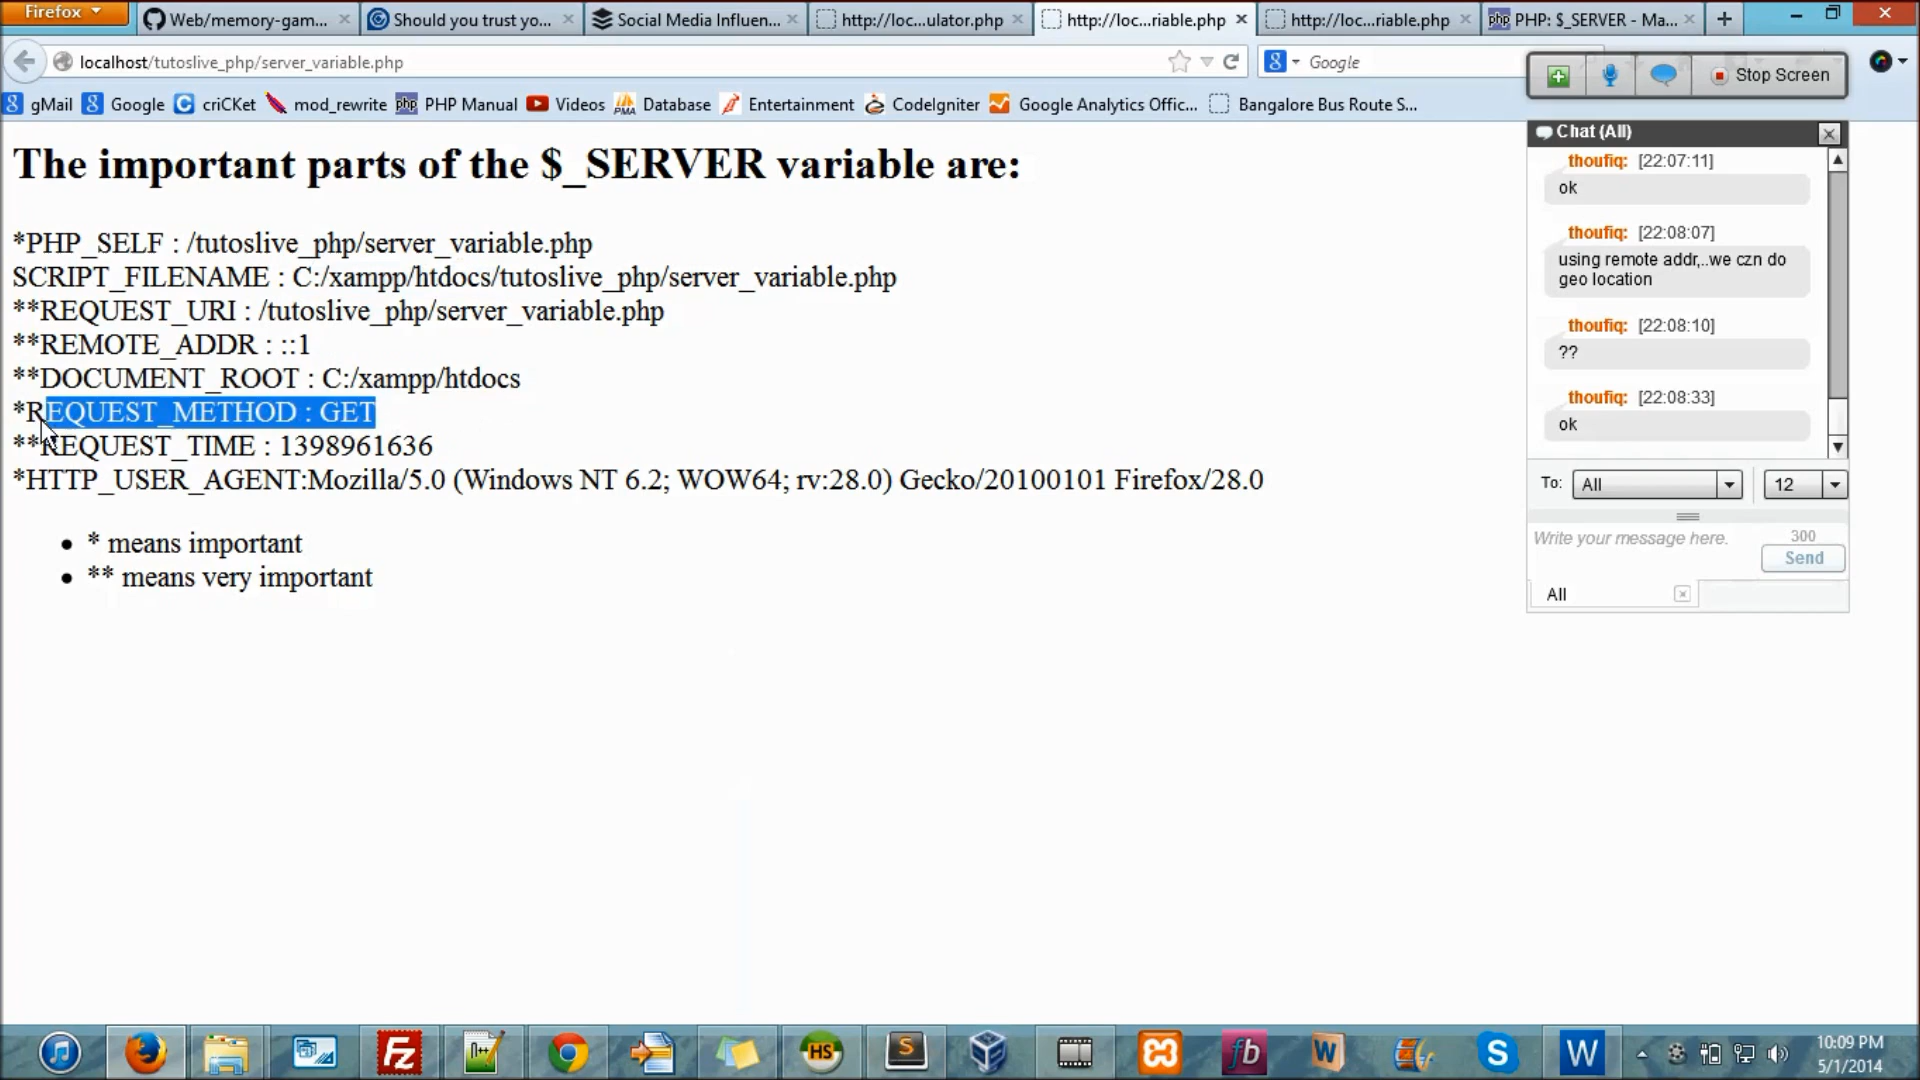 Firefox
Web/memory-gam...
Should you trust yo...
Social Media Influen...
http://loc...ulator.php
http://loc...riable.php
http://loc...riable.php
php PHP: $_SERVER - Ma...
localhost/tutoslive_php/server_variable.php
Google
Stop Screen
gMail
Google
criCKet
mod_rewrite
php PHP Manual
Videos
Database
Entertainment
CodeIgniter
Google Analytics Offic...
Bangalore Bus Route S...
The important parts of the $_SERVER variable are:
*PHP_SELF : /tutoslive_php/server_variable.php
SCRIPT_FILENAME : C:/xampp/htdocs/tutoslive_php/server_variable.php
**REQUEST_URI : /tutoslive_php/server_variable.php
**REMOTE_ADDR : ::1
**DOCUMENT_ROOT : C:/xampp/htdocs
*REQUEST_METHOD : GET
**REQUEST_TIME : 1398961636
*HTTP_USER_AGENT:Mozilla/5.0 (Windows NT 6.2; WOW64; rv:28.0) Gecko/20100101 Firefox/28.0
* means important
** means very important
Chat (All)
thoufiq: [22:07:11]
ok
thoufiq: [22:08:07]
using remote addr,..we czn do
geo location
thoufiq: [22:08:10]
??
thoufiq: [22:08:33]
ok
To: All 12
Write your message here. 300
Send
All
10:09 PM
5/1/2014